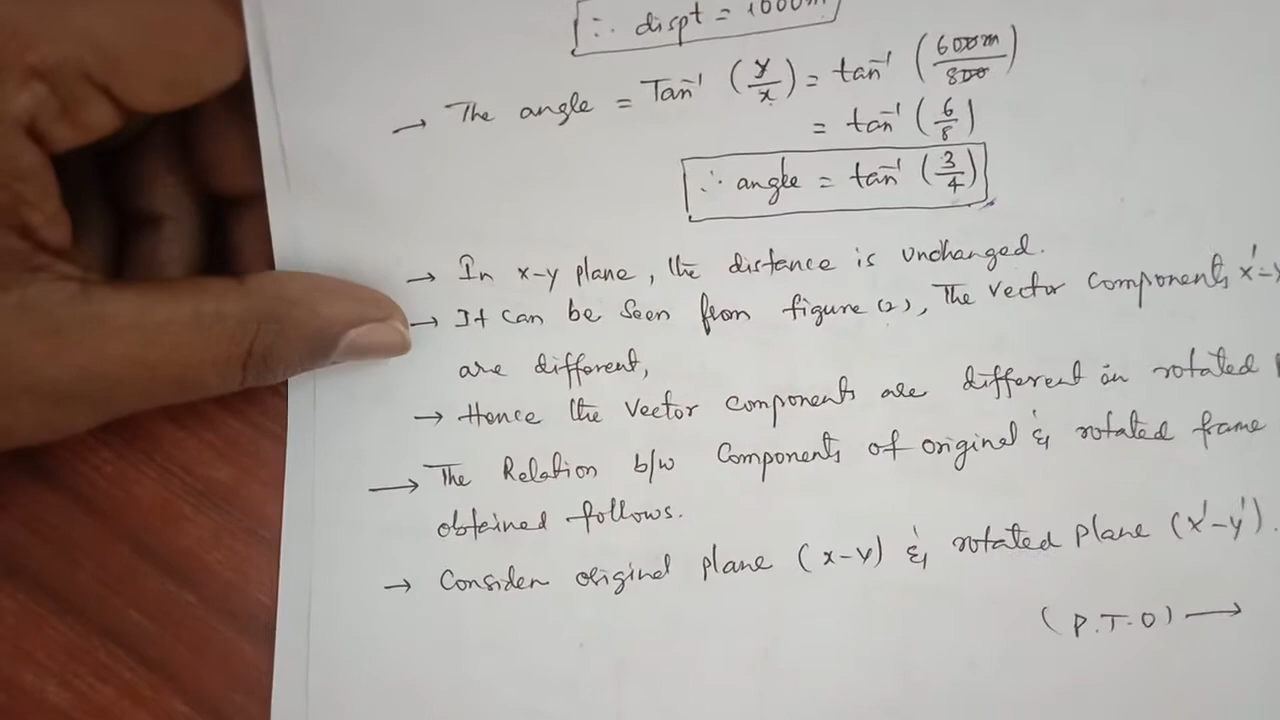 ∴ dispt = 1000m
→ The angle = Tan⁻¹ (y/x) = tan⁻¹ (600m/800)
= tan⁻¹ (6/8)
∴ angle = tan⁻¹ (3/4)
→ In x-y plane, the distance is unchanged.
→ It can be seen from figure (2), The vector components x'-y
are different,
→ Hence the vector components are different in rotated
→ The Relation b/w components of original & rotated frame
obtained follows.
→ Consider original plane (x-y) & rotated plane (x'-y').
(P.T.O) →